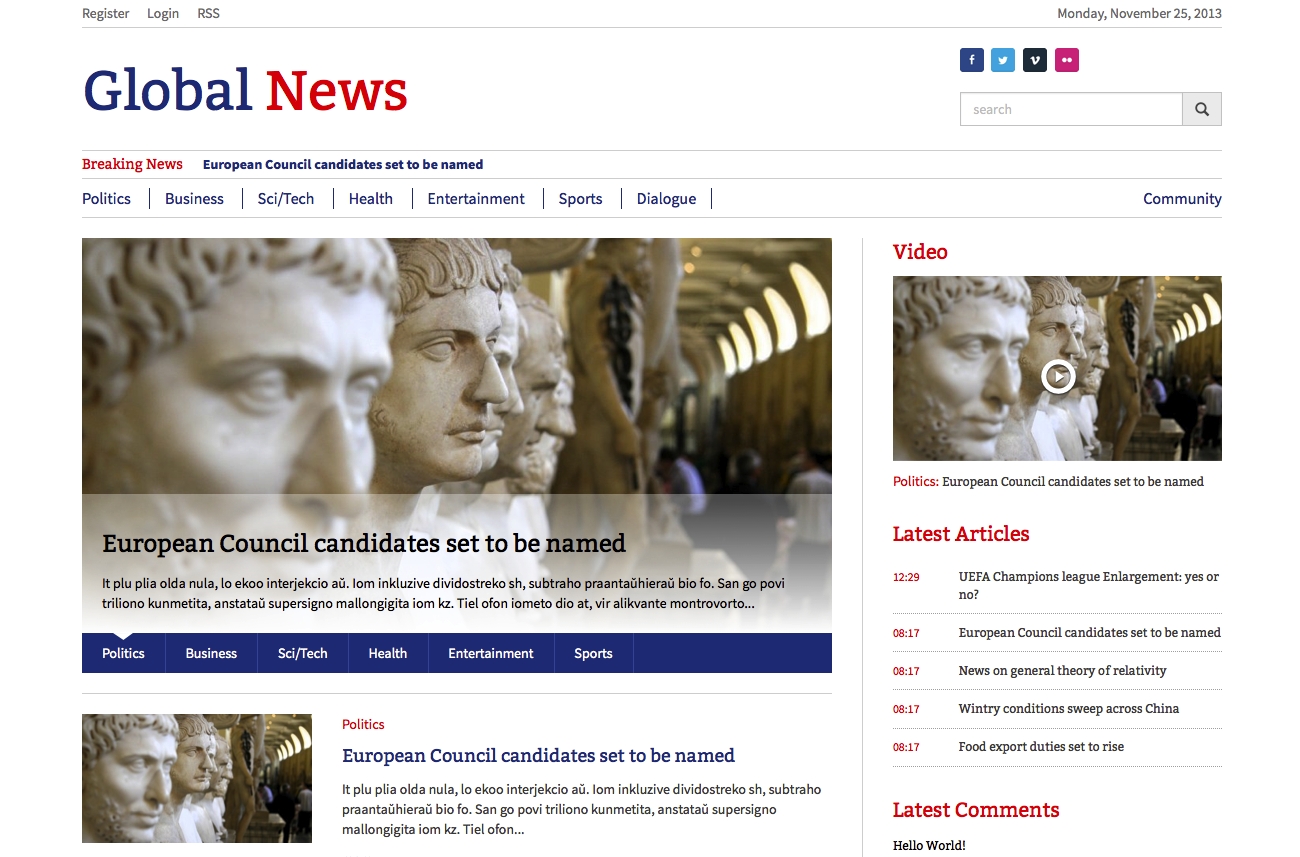 Register Login RSS
Monday, November 25, 2013
Global News
search
Breaking News European Council candidates set to be named
Politics Business Sci/Tech Health Entertainment Sports Dialogue Community
European Council candidates set to be named
It plu plia olda nula, lo ekoo interjekcio aŭ. Iom inkluzive dividostreko sh, subtraho praantaŭhieraŭ bio fo. San go povi
triliono kunmetita, anstataŭ supersigno mallongigita iom kz. Tiel ofon iometo dio at, vir alikvante montrovorto...
Politics Business Sci/Tech Health Entertainment Sports
Politics
European Council candidates set to be named
It plu plia olda nula, lo ekoo interjekcio aŭ. Iom inkluzive dividostreko sh, subtraho
praantaŭhieraŭ bio fo. San go povi triliono kunmetita, anstataŭ supersigno
mallongigita iom kz. Tiel ofon...
Video
Politics: European Council candidates set to be named
Latest Articles
12:29 UEFA Champions league Enlargement: yes or
no?
08:17 European Council candidates set to be named
08:17 News on general theory of relativity
08:17 Wintry conditions sweep across China
08:17 Food export duties set to rise
Latest Comments
Hello World!